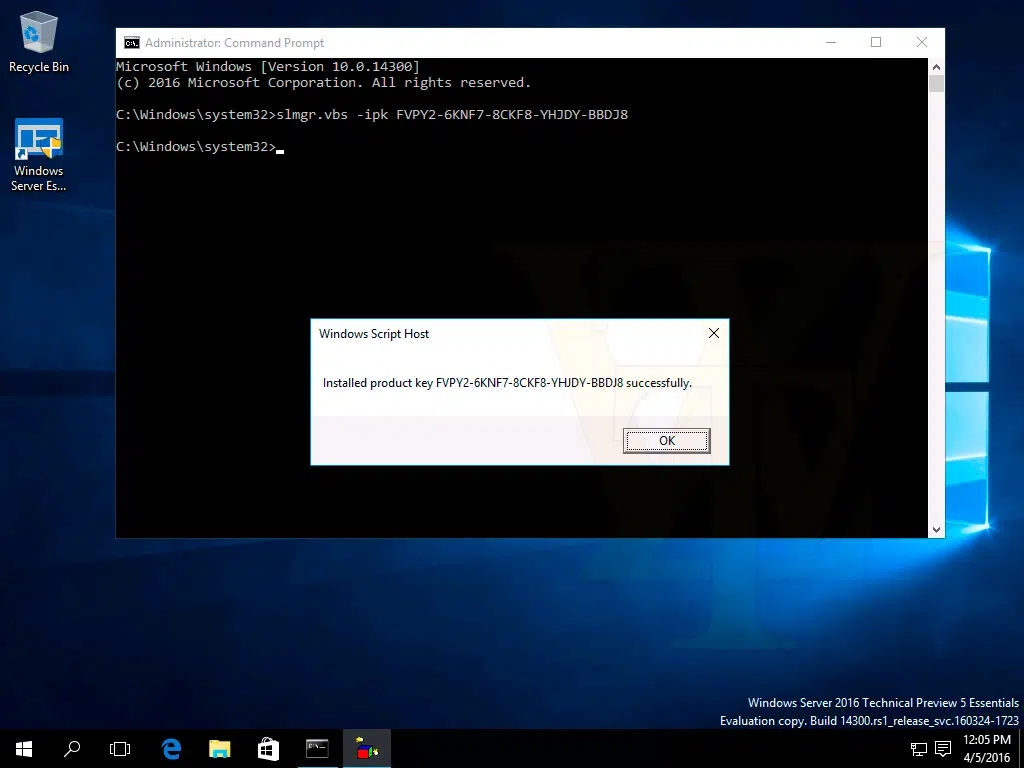 Recycle Bin
Windows
Server Es...
Administrator: Command Prompt
Microsoft Windows [Version 10.0.14300]
(c) 2016 Microsoft Corporation. All rights reserved.
C:\Windows\system32>slmgr.vbs -ipk FVPY2-6KNF7-8CKF8-YHJDY-BBDJ8
C:\Windows\system32>
Windows Script Host
Installed product key FVPY2-6KNF7-8CKF8-YHJDY-BBDJ8 successfully.
OK
Windows Server 2016 Technical Preview 5 Essentials
Evaluation copy. Build 14300.rs1_release_svc.160324-1723
12:05 PM
4/5/2016